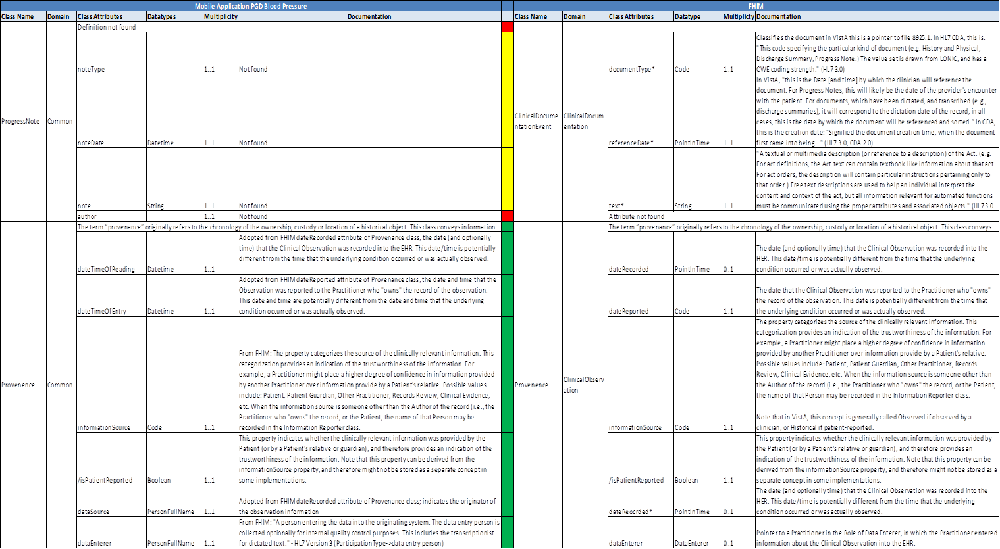 Mobile Application PGD Blood Pressure
FHIM
Class Name Domain Class Attributes Datatypes Multiplicity Documentation
Class Name Domain Class Attributes Datatype Multiplicty Documentation
ProgressNote Common
Definition not found
noteType 1..1 Not found
noteDate Datetime 1..1 Not found
note String 1..1 Not found
author 1..1 Not found
ClinicalDocume
ntationEvent
ClinicalDocum
entation
documentType* Code 1..1
Classifies the document in VistA this is a pointer to file 8925.1. In HL7 CDA, this is:
"This code specifying the particular kind of document (e.g. History and Physical,
Discharge Summary, Progress Note.) The value set is drawn from LONIC, and has a
CWE coding strength." (HL7 3.0)
referenceDate* PointInTime 1..1
In VistA, "this is the Date [and time] by which the clinician will reference the
document. For Progress Notes, this will likely be the date of the provider's encounter
with the patient. For documents, which have been dictated, and transcribed (e.g.,
discharge summaries), it will correspond to the dictation date of the record, in all
cases, this is the date by which the document will be referenced and sorted." In CDA,
this is the creation date: "Signified the document creation time, when the document
first came into being..." (HL7 3.0, CDA 2.0)
text* String 1..1
"A textual or multimedia description (or reference to a description) of the Act. (e.g.
For act definitions, the Act.text can contain textbook-like information about that act.
For act orders, the description will contain particular instructions pertaining only to
that order.) Free text descriptions are used to help an individual interpret the
content and context of the act, but all information relevant for automated functions
must be communicated using the proper attributes and associated objects." (HL7 3.0
Attribute not found
Provenence Common
The term “provenance” originally refers to the chronology of the ownership, custody or location of a historical object. This class conveys information
dateTimeOfReading Datetime 1..1
Adopted from FHIM dateRecorded attribute of Provenance class; the date (and optionally
time) that the Clinical Observation was recorded into the EHR. This date/time is potentially
different from the time that the underlying condition occurred or was actually observed.
dateTimeOfEntry Datetime 1..1
Adopted from FHIM dateReported attribute of Provenance class; the date and time that the
Observation was reported to the Practitioner who "owns" the record of the observation.
This date and time are potentially different from the date and time that the underlying
condition occurred or was actually observed.
informationSource Code 1..1
From FHIM: The property categorizes the source of the clinically relevant information. This
categorization provides an indication of the trustworthiness of the information. For
example, a Practitioner might place a higher degree of confidence in information provided
by another Practitioner over information provide by a Patient's relative. Possible values
include: Patient, Patient Guardian, Other Practitioner, Records Review, Clinical Evidence,
etc. When the information source is someone other than the Author of the record (i.e., the
Practitioner who "owns" the record, or the Patient, the name of that Person may be
recorded in the Information Reporter class.
/isPatientReported Boolean 1..1
This property indicates whether the clinically relevant information was provided by the
Patient (or by a Patient's relative or guardian), and therefore provides an indication of the
trustworthiness of the information. Note that this property can be derived from the
informationSource property, and therefore might not be stored as a separate concept in
some implementations.
dataSource PersonFullName 1..1
Adopted from FHIM dateRecorded attribute of Provenance class; indicates the originator of
the observation information
dataEnterer PersonFullName 1..1
From FHIM: "A person entering the data into the originating system. The data entry person is
collected optionally for internal quality control purposes. This includes the transcriptionist
for dictated text." - HL7 Version 3 (ParticipationType->data entry person)
Provenence
ClinicalObserv
ation
The term “provenance” originally refers to the chronology of the ownership, custody or location of a historical object. This class conveys
dateRecorded PointInTime 0..1
The date (and optionally time) that the Clinical Observation was recorded into the
HER. This date/time is potentially different from the time that the underlying
condition occurred or was actually observed.
dateReported Code 1..1
The date that the Clinical Observation was reported to the Practitioner who "owns"
the record of the observation. This date is potentially different from the time that
the underlying condition occurred or was actually observed.
informationSource Code 1..1
The property categorizes the source of the clinically relevant information. This
categorization provides an indication of the trustworthiness of the information. For
example, a Practitioner might place a higher degree of confidence in information
provided by another Practitioner over information provide by a Patient's relative.
Possible values include: Patient, Patient Guardian, Other Practitioner, Records
Review, Clinical Evidence, etc. When the information source is someone other than
the Author of the record (i.e., the Practitioner who "owns" the record, or the Patient,
the name of that Person may be recorded in the Information Reporter class.
Note that in VistA, this concept is generally called Observed if observed by a
clinician, or Historical if patient-reported.
/isPatientReported Boolean 1..1
This property indicates whether the clinically relevant information was provided by
the Patient (or by a Patient's relative or guardian), and therefore provides an
indication of the trustworthiness of the information. Note that this property can be
derived from the informationSource property, and therefore might not be stored as a
separate concept in some implementations.
dateReocrded* PointInTime 0..1
The date (and optionally time) that the Clinical Observation was recorded into the
HER. This date/time is potentially different from the time that the underlying
condition occurred or was actually observed.
dataEnterer DataEnterer 0..1
Pointer to a Practitioner in the Role of Data Enterer, in which the Practitioner entered
information about the Clinical Observation into the EHR.